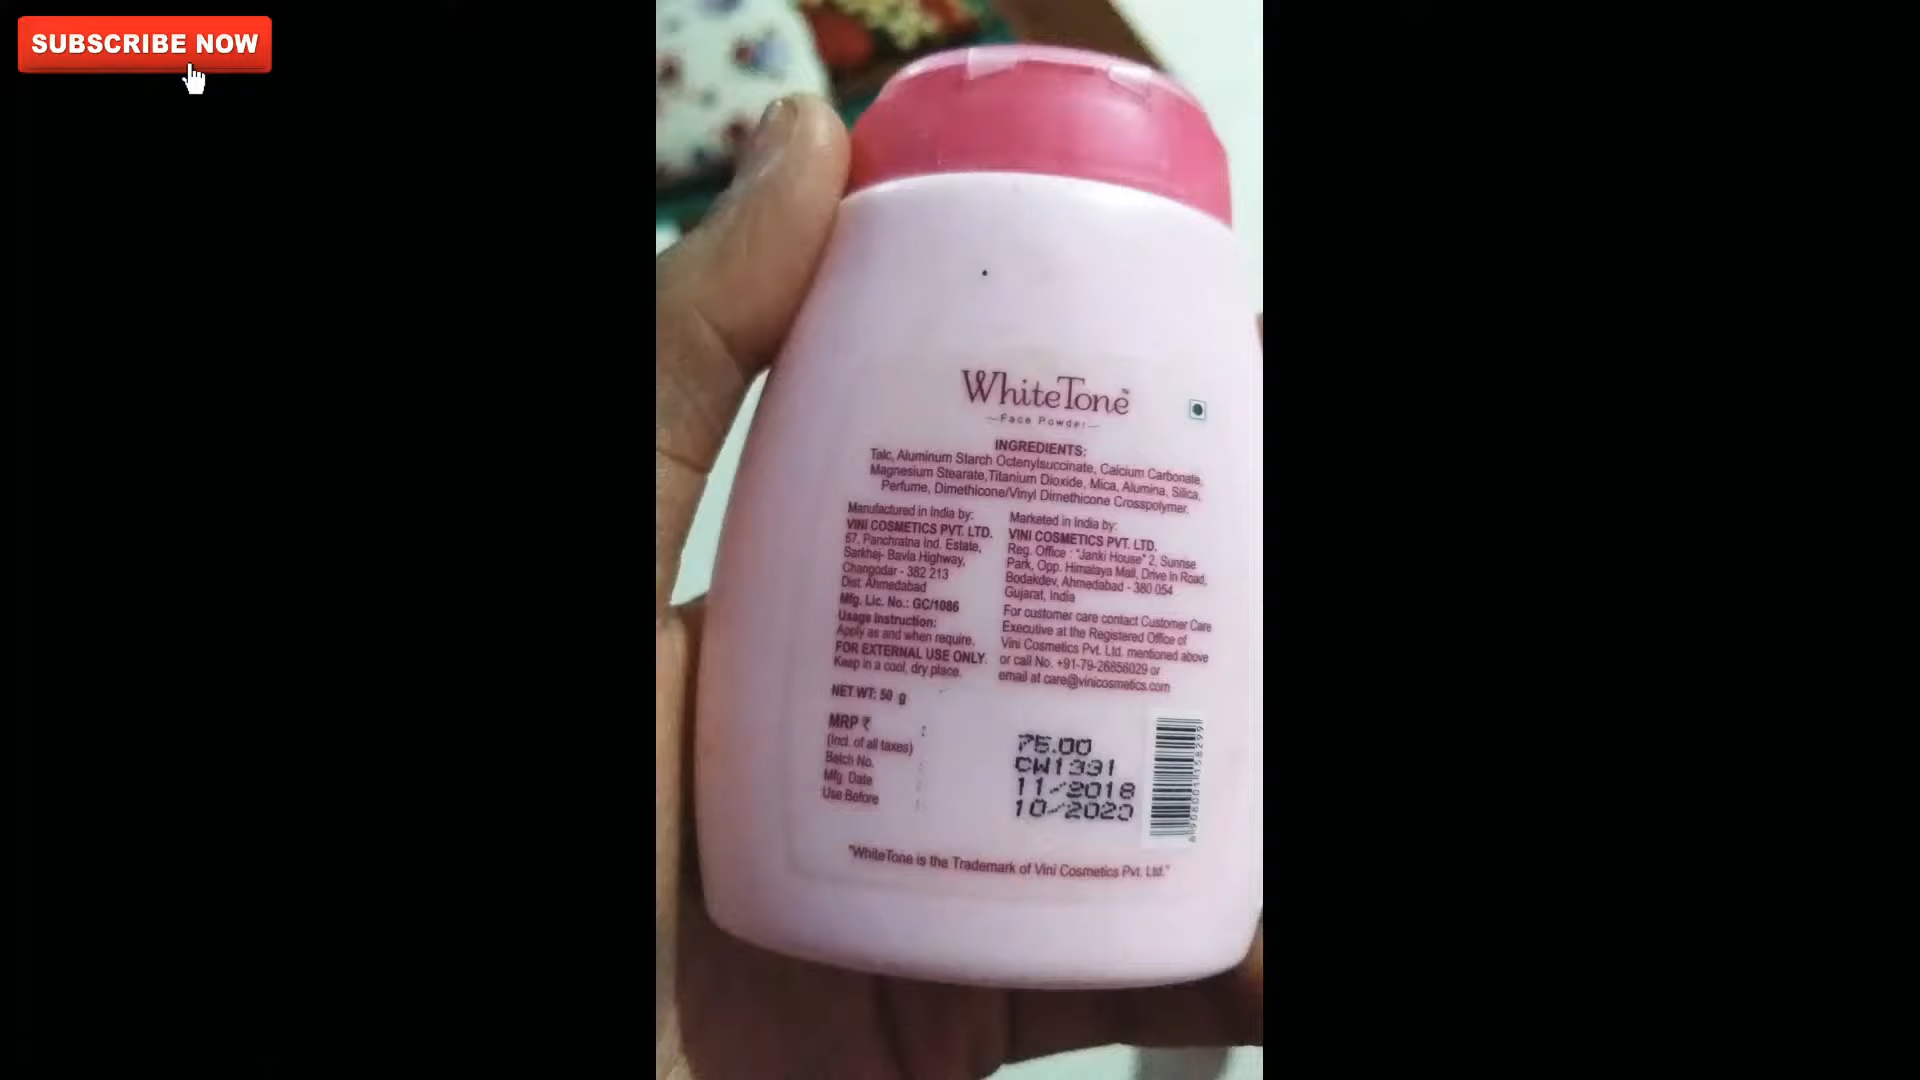 SUBSCRIBE NOW
WhiteTone™
Face Powder
INGREDIENTS:
Talc, Aluminum Starch Octenylsuccinate, Calcium Carbonate,
Magnesium Stearate, Titanium Dioxide, Mica, Alumina, Silica,
Perfume, Dimethicone/Vinyl Dimethicone Crosspolymer.
Manufactured in India by:
VINI COSMETICS PVT. LTD.
67, Panchratna Ind. Estate,
Sarkhej- Bavla Highway,
Changodar - 382 213
Dist. Ahmedabad
Mfg. Lic. No.: GC/1086
Usage Instruction:
Apply as and when require.
FOR EXTERNAL USE ONLY.
Keep in a cool, dry place.
NET WT: 50 g
Marketed in India by:
VINI COSMETICS PVT. LTD.
Reg. Office : "Janki House" 2, Sunrise
Park, Opp. Himalaya Mall, Drive In Road,
Bodakdev, Ahmedabad - 380 054
Gujarat, India
For customer care contact Customer Care
Executive at the Registered Office of
Vini Cosmetics Pvt. Ltd. mentioned above
or call No. +91-79-26856029 or
email at care@vinicosmetics.com
MRP ₹ : 75.00
(Incl. of all taxes)
Batch No. : CW1331
Mfg. Date : 11/2018
Use Before : 10/2020
"WhiteTone is the Trademark of Vini Cosmetics Pvt. Ltd."